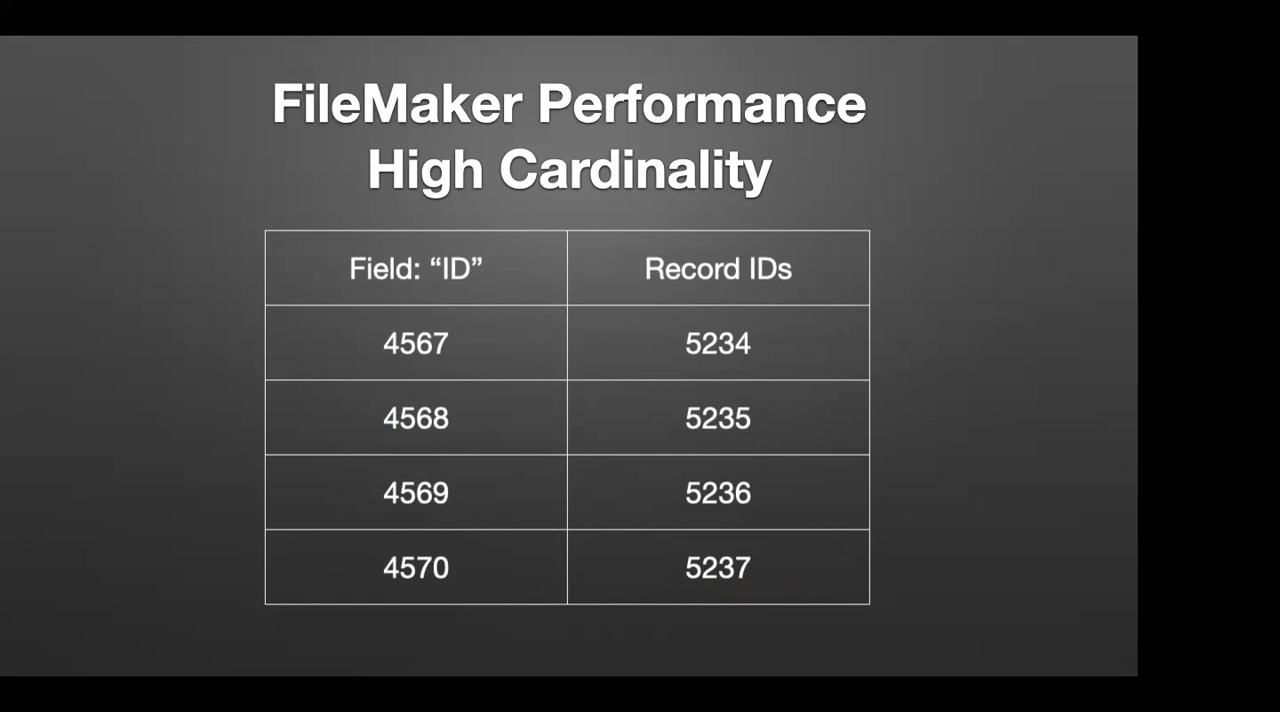 FileMaker Performance
High Cardinality
Field: “ID” Record IDs
4567 5234
4568 5235
4569 5236
4570 5237